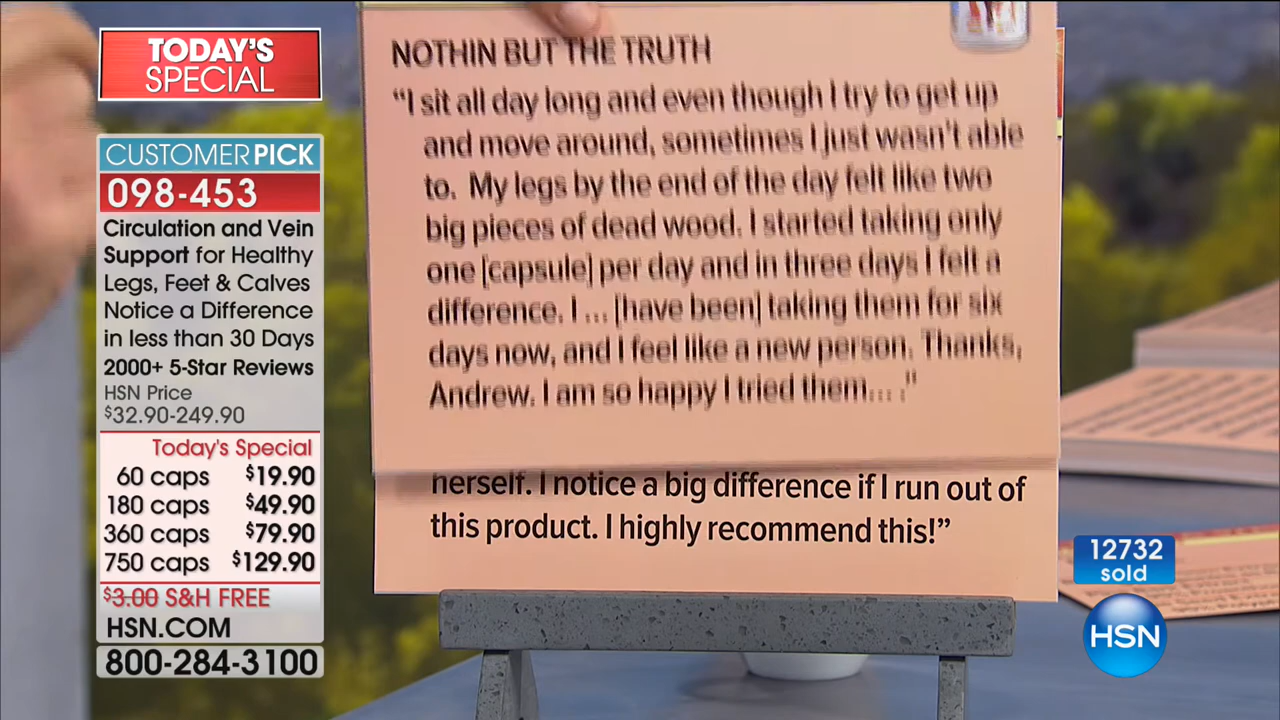 TODAY'S
SPECIAL
CUSTOMER PICK
098-453
Circulation and Vein
Support for Healthy
Legs, Feet & Calves
Notice a Difference
in less than 30 Days
2000+ 5-Star Reviews
HSN Price
$32.90-249.90
Today's Special
60 caps $19.90
180 caps $49.90
360 caps $79.90
750 caps $129.90
$3.00 S&H FREE
HSN.COM
800-284-3100
NOTHIN BUT THE TRUTH
“I sit all day long and even though I try to get up
and move around, sometimes I just wasn't able
to. My legs by the end of the day felt like two
big pieces of dead wood. I started taking only
one [capsule] per day and in three days I felt a
difference. I ... [have been] taking them for six
days now, and I feel like a new person. Thanks,
Andrew. I am so happy I tried them... .”
herself. I notice a big difference if I run out of
this product. I highly recommend this!”
12732
sold
HSN